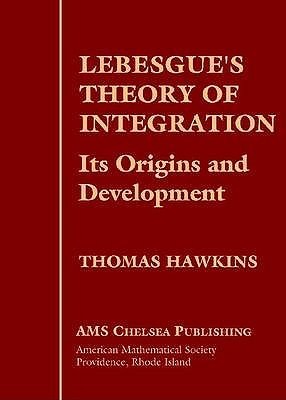 LEBESGUE'S
THEORY OF
INTEGRATION
Its Origins and
Development
THOMAS HAWKINS
AMS CHELSEA PUBLISHING
American Mathematical Society
Providence, Rhode Island